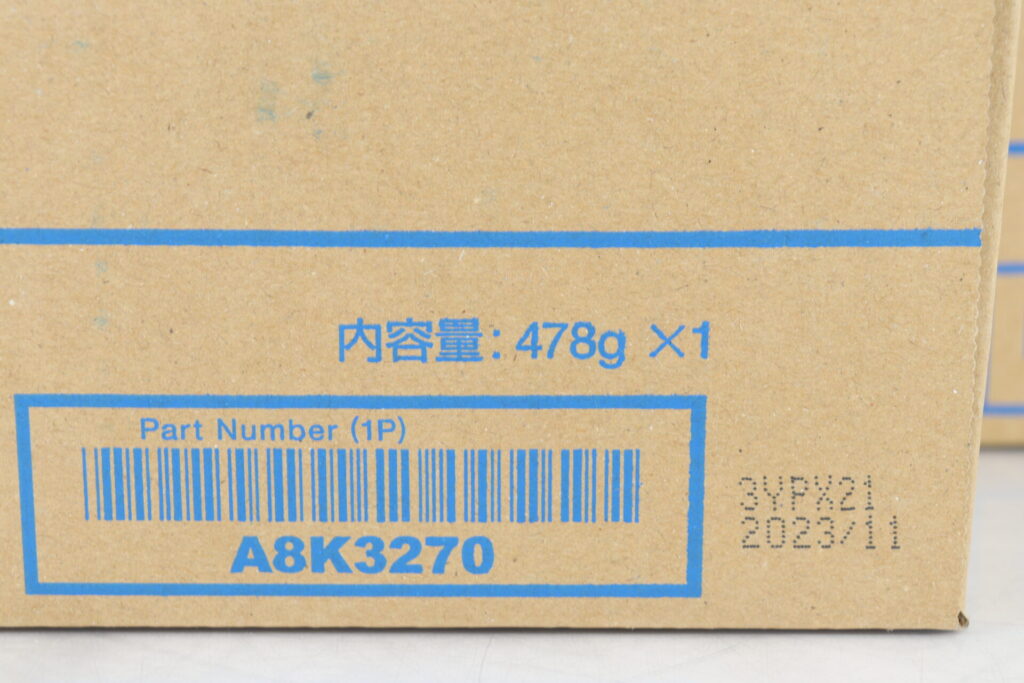 内容量: 478g ×1
Part Number (1P)
A8K3270
3YPX21
2023/11